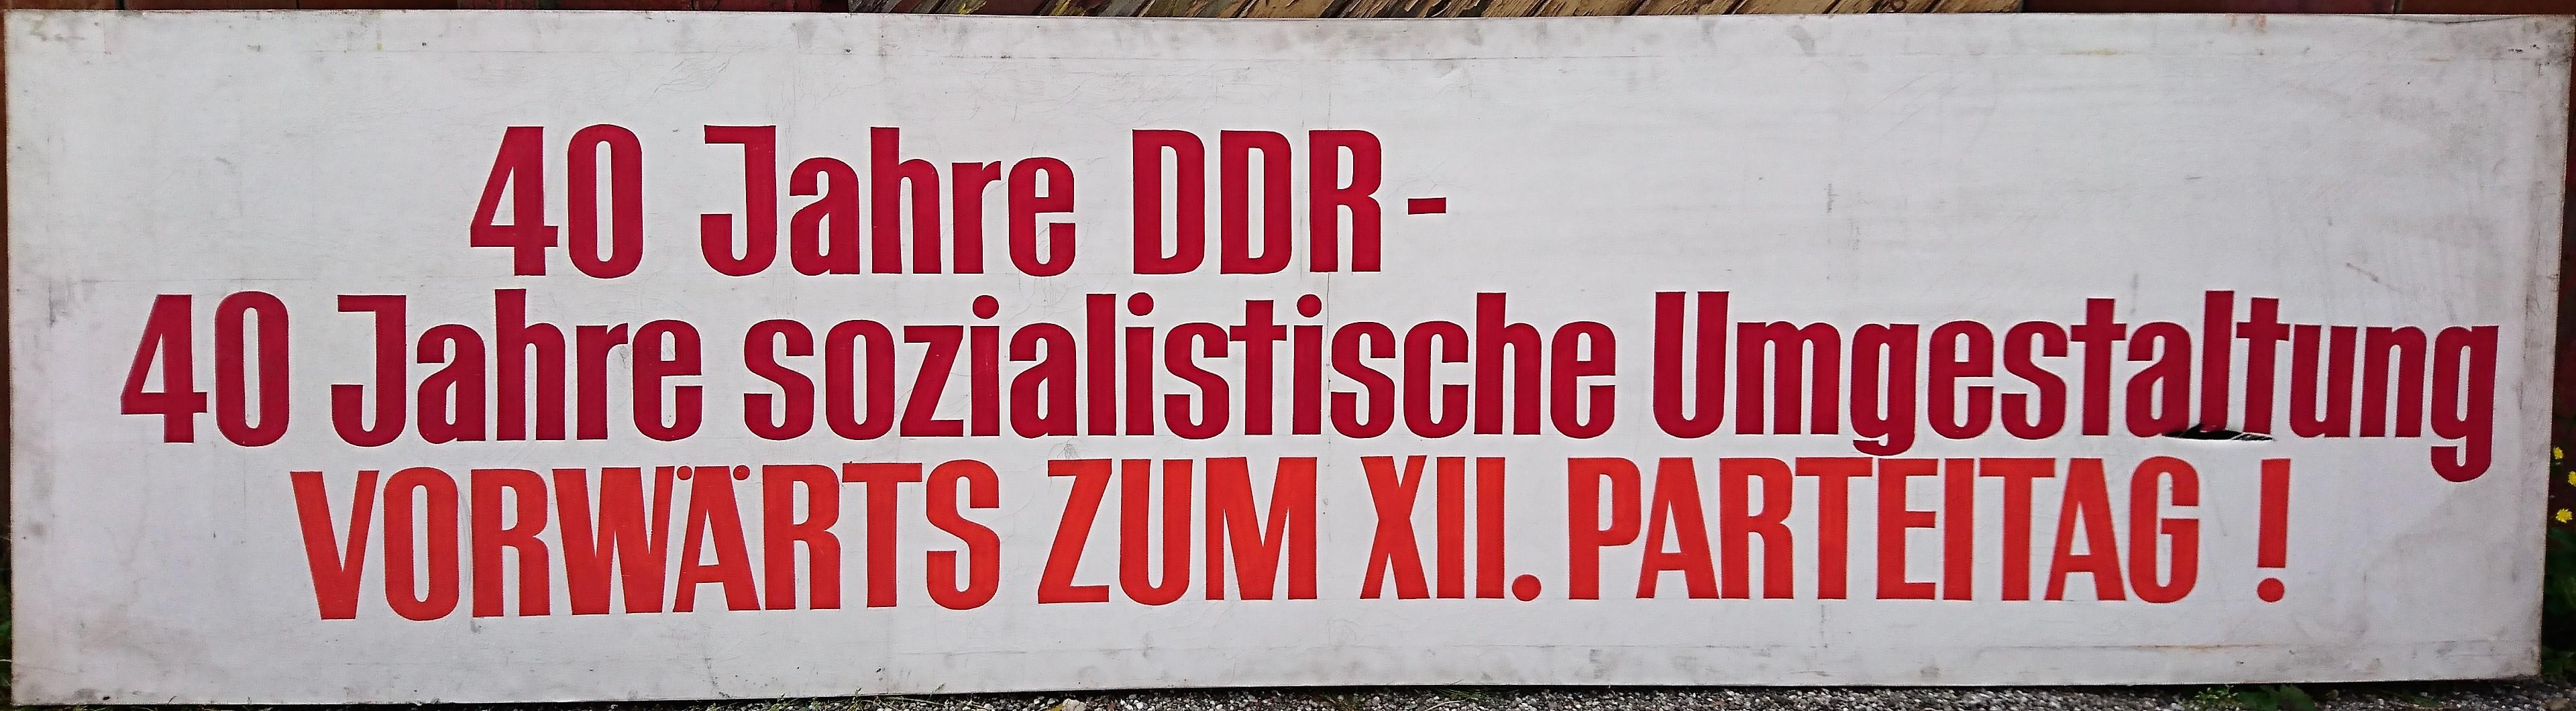 40 Jahre DDR -
40 Jahre sozialistische Umgestaltung
VORWÄRTS ZUM XII. PARTEITAG !